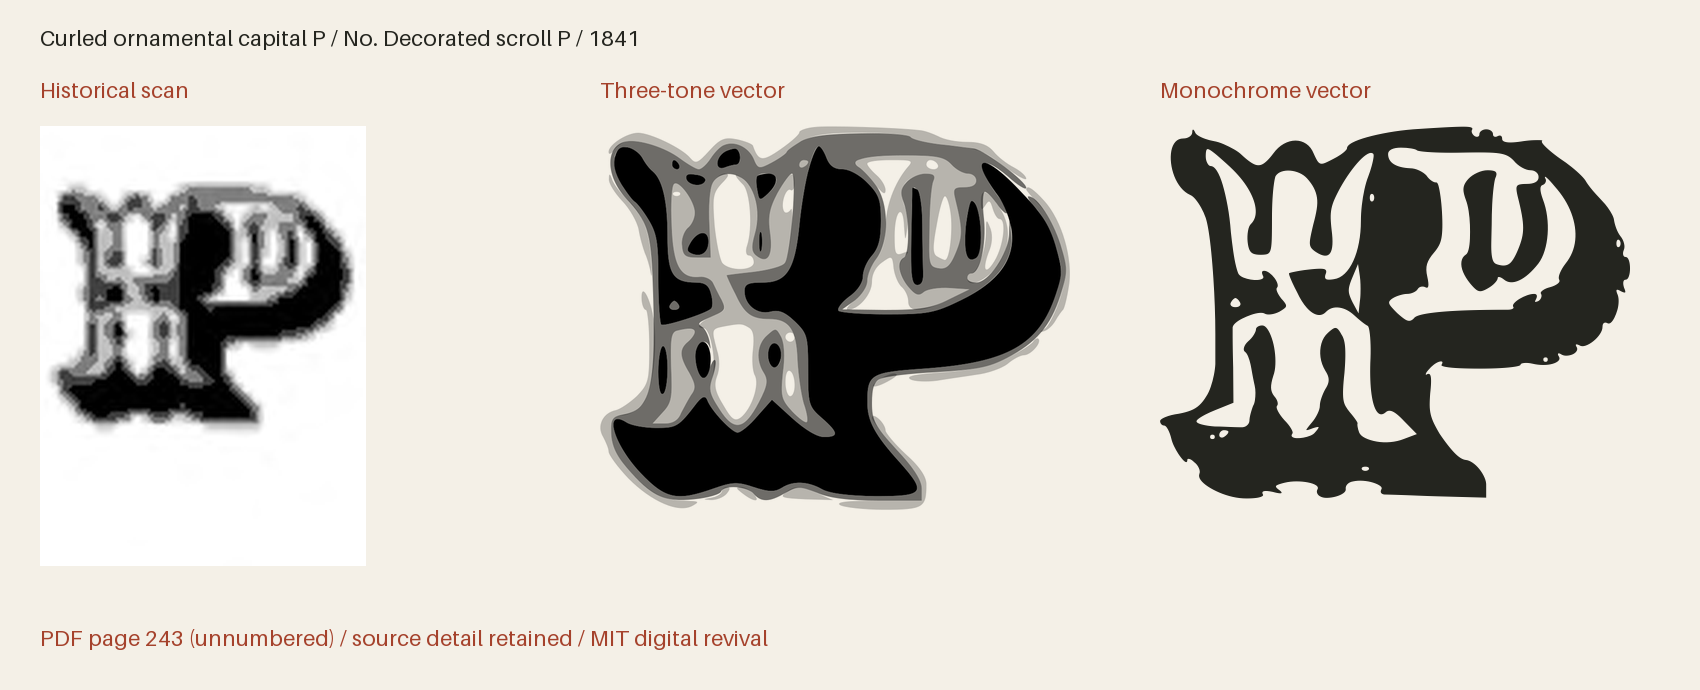 Curled ornamental capital P / No. Decorated scroll P / 1841
Historical scan
Three-tone vector
Monochrome vector
P
P
P
PDF page 243 (unnumbered) / source detail retained / MIT digital revival